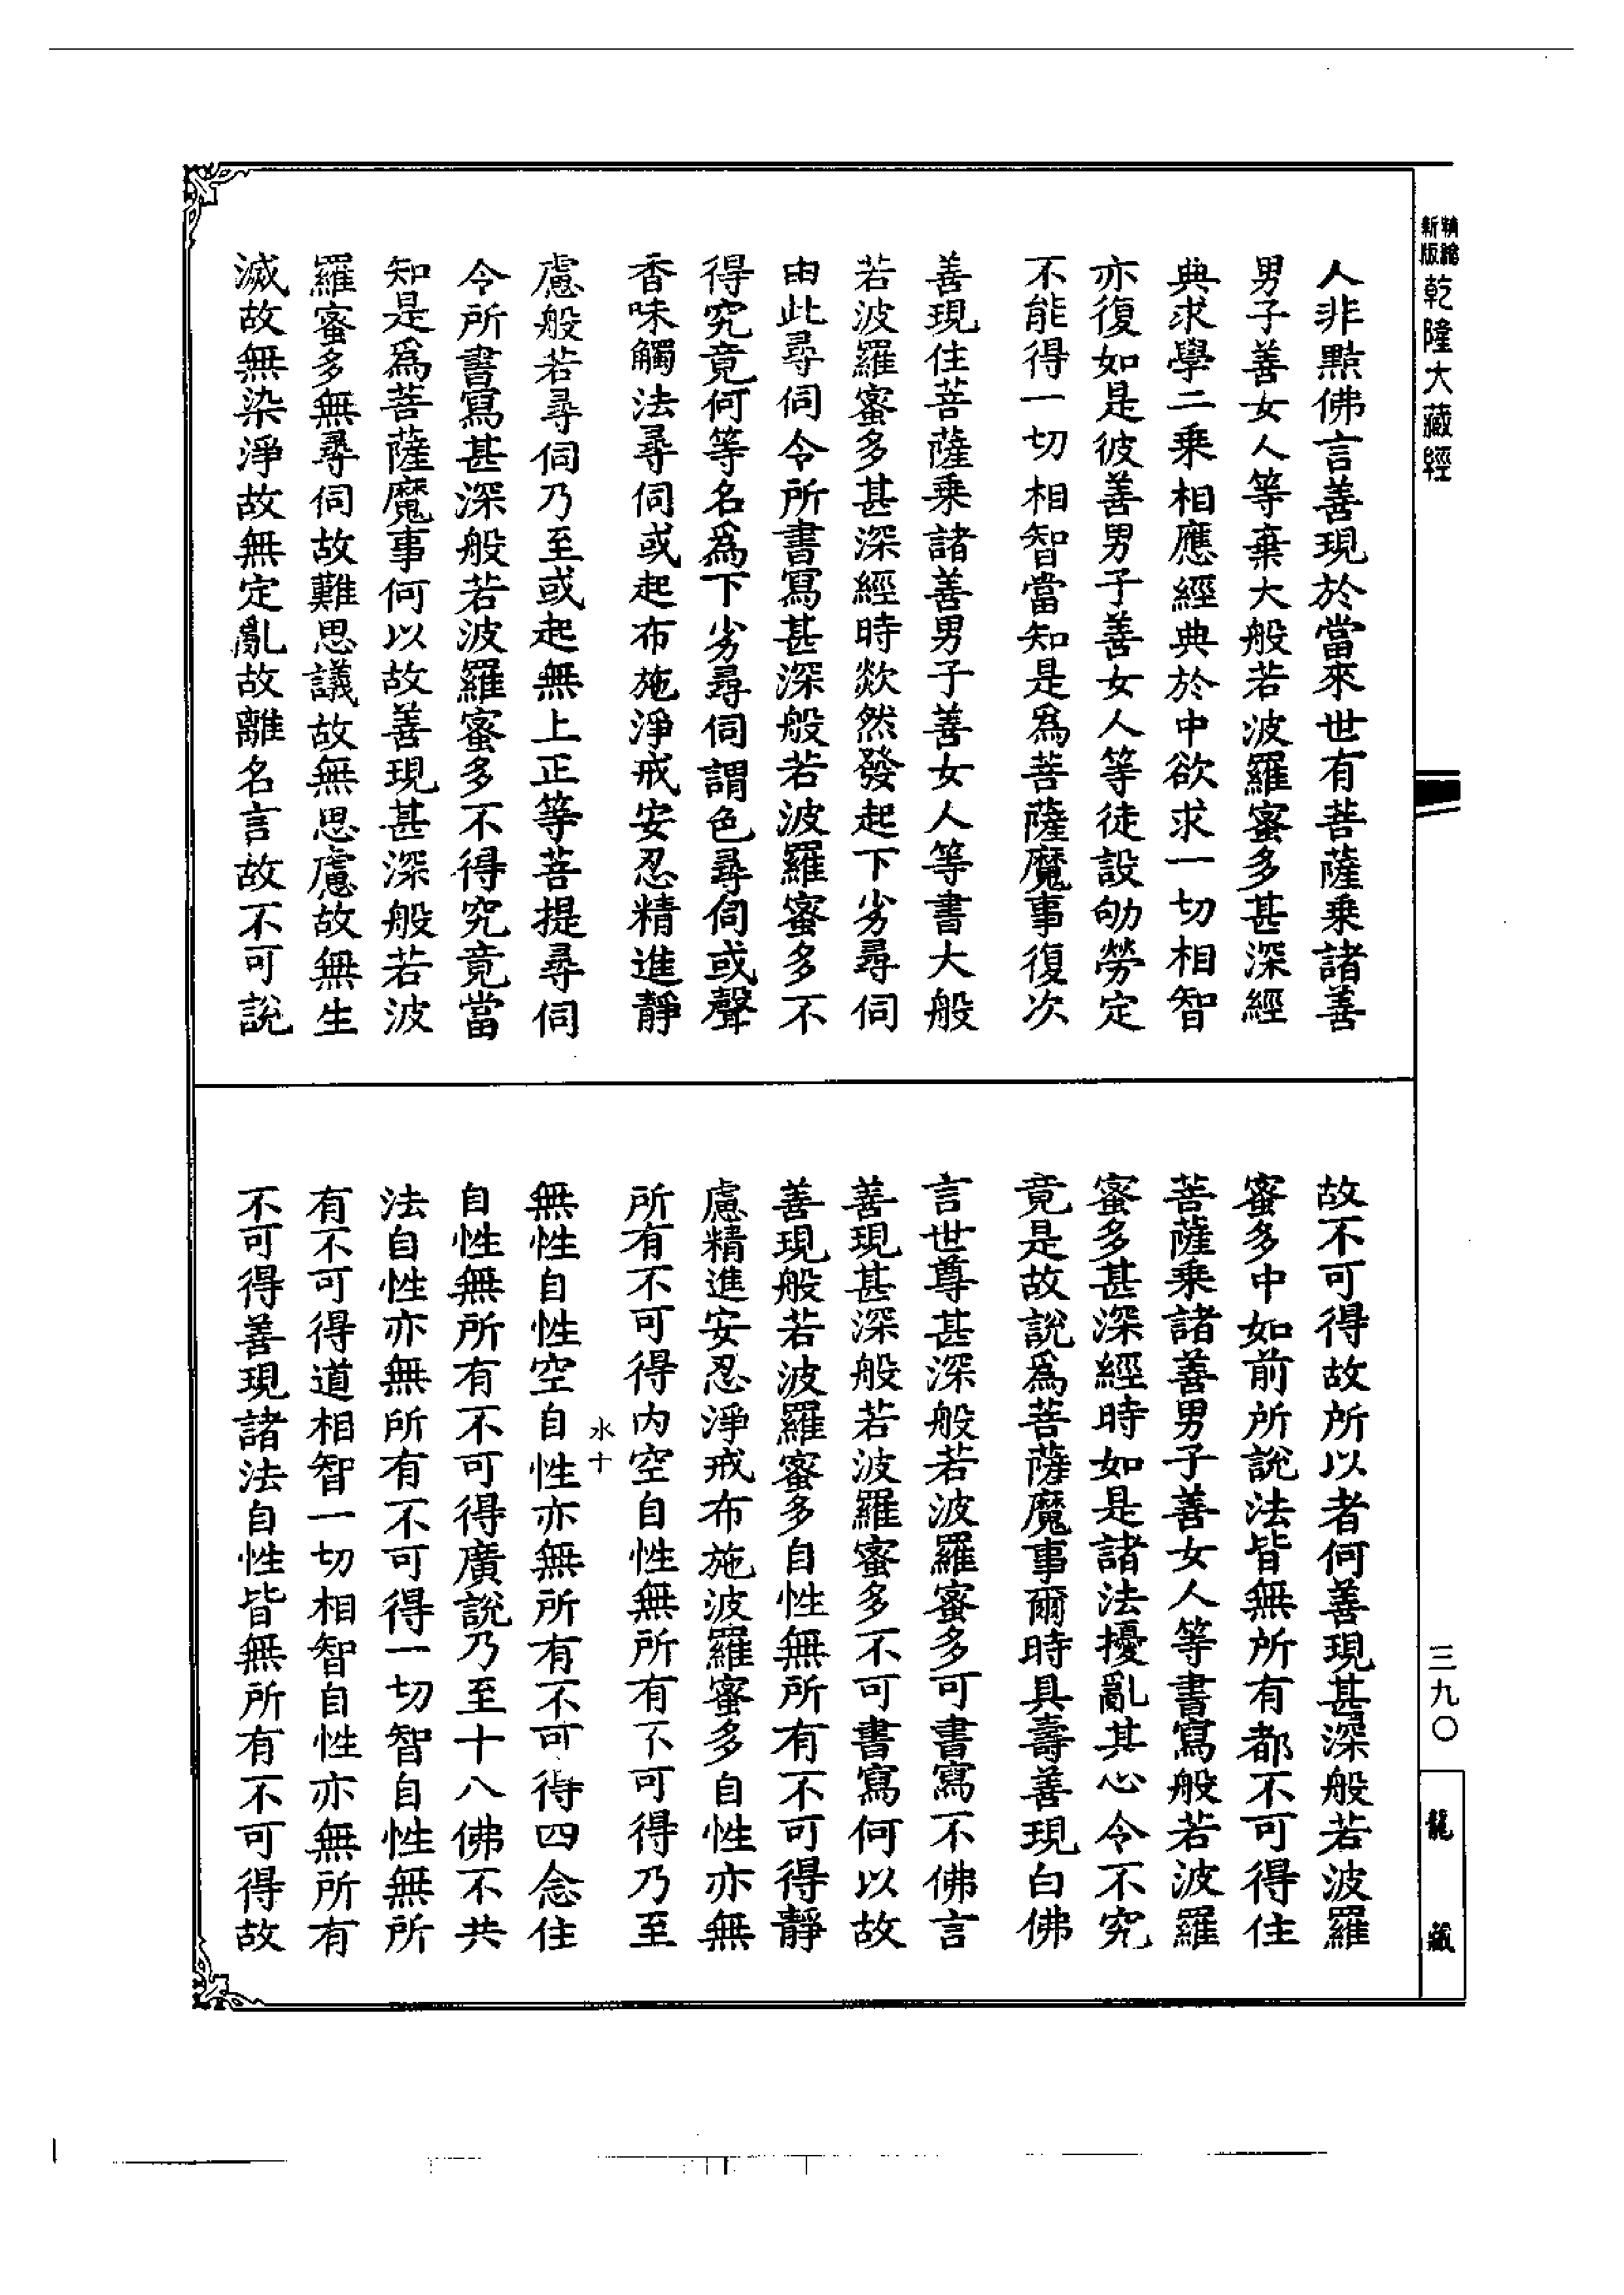 精縮新版乾隆大藏經
人非黠佛言善現於當來世有菩薩乘諸善
男子善女人等棄大般若波羅蜜多甚深經
典求學二乘相應經典於中欲求一切相智
亦復如是彼善男子善女人等徒設劬勞定
不能得一切相智當知是爲菩薩魔事復次
善現住菩薩乘諸善男子善女人等書大般
若波羅蜜多甚深經時欻然發起下劣尋伺
由此尋伺令所書寫甚深般若波羅蜜多不
得究竟何等名爲下劣尋伺謂色尋伺或聲
香味觸法尋伺或起布施淨戒安忍精進靜
慮般若尋伺乃至或起無上正等菩提尋伺
令所書寫甚深般若波羅蜜多不得究竟當
知是爲菩薩魔事何以故善現甚深般若波
羅蜜多無尋伺故難思議故無思慮故無生
滅故無染淨故無定亂故離名言故不可說
故不可得故所以者何善現甚深般若波羅
蜜多中如前所說法皆無所有都不可得住
菩薩乘諸善男子善女人等書寫般若波羅
蜜多甚深經時如是諸法擾亂其心令不究
竟是故說爲菩薩魔事爾時具壽善現白佛
言世尊甚深般若波羅蜜多可書寫不佛言
善現甚深般若波羅蜜多不可書寫何以故
善現般若波羅蜜多自性無所有不可得靜
慮精進安忍淨戒布施波羅蜜多自性亦無
所有不可得內空自性無所有不可得乃至
水十
無性自性空自性亦無所有不可得四念住
自性無所有不可得廣說乃至十八佛不共
法自性亦無所有不可得一切智自性無所
有不可得道相智一切相智自性亦無所有
不可得善現諸法自性皆無所有不可得故
三九〇
龍藏